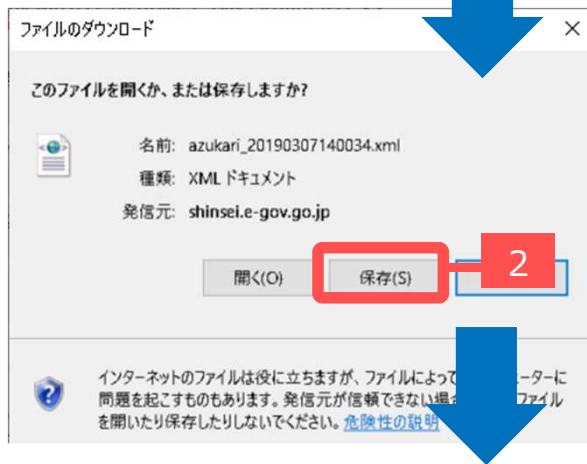 ファイルのダウンロード
このファイルを開くか、または保存しますか?
名前: azukari_20190307140034.xml
種類: XML ドキュメント
発信元: shinsei.e-gov.go.jp
開く(O) 保存(S) 2
インターネットのファイルは役に立ちますが、ファイルによって ーターに
問題を起こすものもあります。発信元が信頼できない場合 ファイル
を開いたり保存したりしないでください。危険性の説明